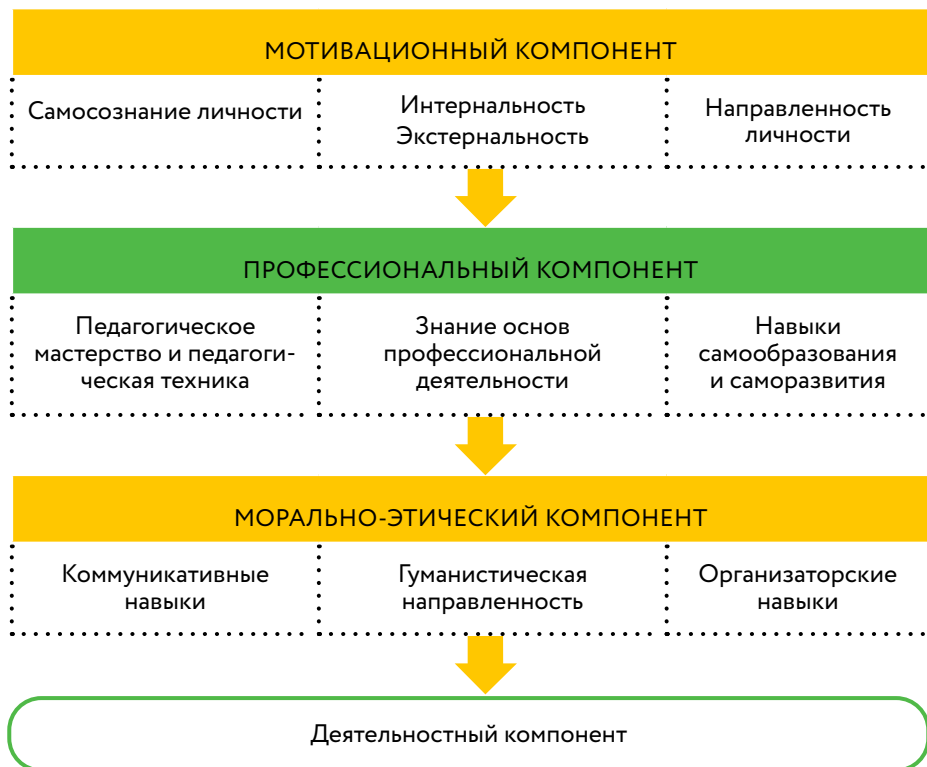 МОТИВАЦИОННЫЙ КОМПОНЕНТ
Самосознание личности
Интернальность
Экстернальность
Направленность
личности
ПРОФЕССИОНАЛЬНЫЙ КОМПОНЕНТ
Педагогическое
мастерство и педагоги-
ческая техника
Знание основ
профессиональной
деятельности
Навыки
самообразования
и саморазвития
МОРАЛЬНО-ЭТИЧЕСКИЙ КОМПОНЕНТ
Коммуникативные
навыки
Гуманистическая
направленность
Организаторские
навыки
Деятельностный компонент